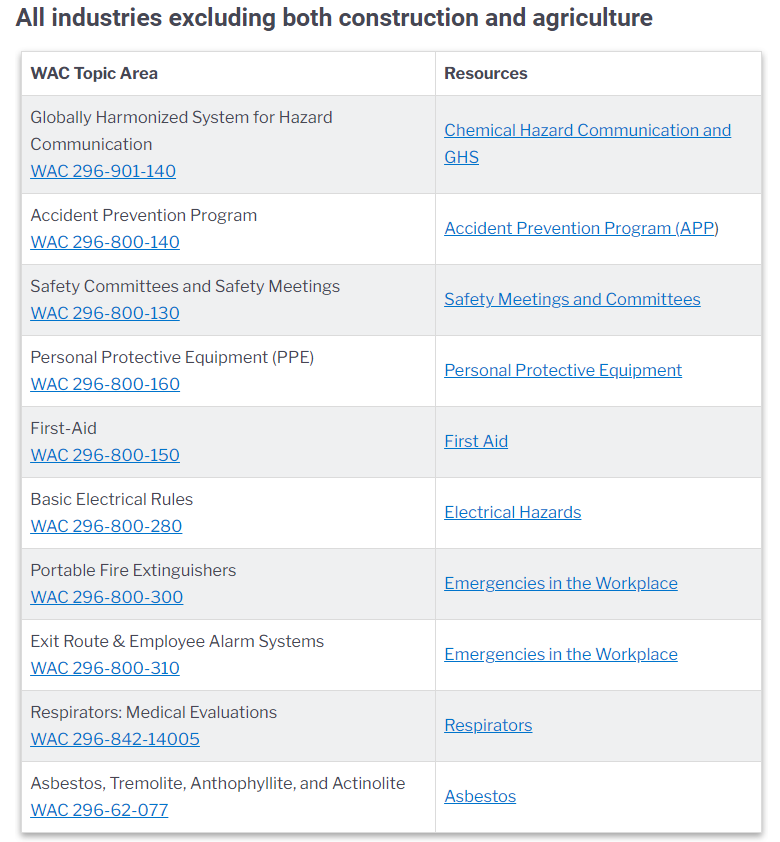 All industries excluding both construction and agriculture
WAC Topic Area
Resources
Globally Harmonized System for Hazard
Communication
WAC 296-901-140
Chemical Hazard Communication and
GHS
Accident Prevention Program
WAC 296-800-140
Accident Prevention Program (APP)
Safety Committees and Safety Meetings
WAC 296-800-130
Safety Meetings and Committees
Personal Protective Equipment (PPE)
WAC 296-800-160
Personal Protective Equipment
First-Aid
WAC 296-800-150
First Aid
Basic Electrical Rules
WAC 296-800-280
Electrical Hazards
Portable Fire Extinguishers
WAC 296-800-300
Emergencies in the Workplace
Exit Route & Employee Alarm Systems
WAC 296-800-310
Emergencies in the Workplace
Respirators: Medical Evaluations
WAC 296-842-14005
Respirators
Asbestos, Tremolite, Anthophyllite, and Actinolite
WAC 296-62-077
Asbestos